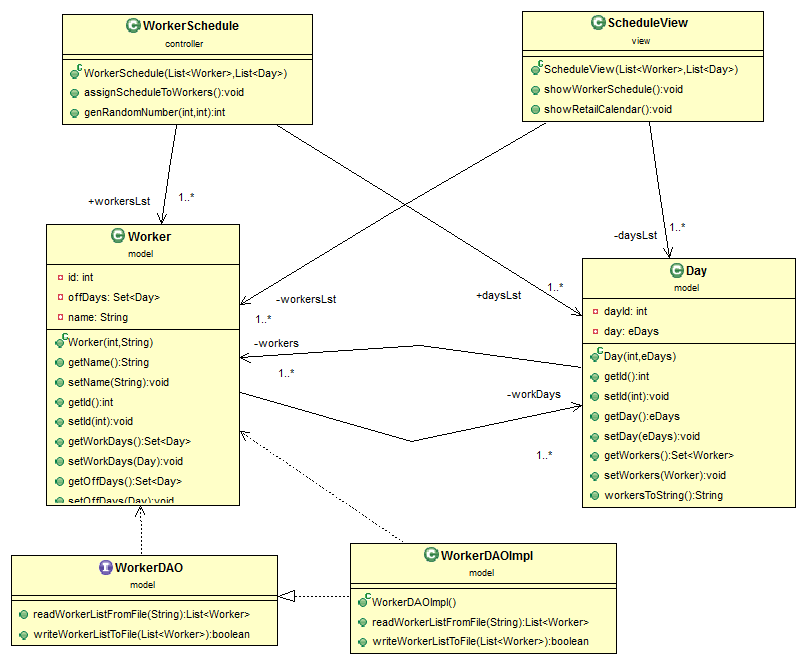 WorkerSchedule
controller
WorkerSchedule(List<Worker>,List<Day>)
assignScheduleToWorkers():void
genRandomNumber(int,int):int
ScheduleView
view
ScheduleView(List<Worker>,List<Day>)
showWorkerSchedule():void
showRetailCalendar():void
+workersLst
1..*
-daysLst
1..*
-workersLst
1..*
+daysLst
1..*
-workers
1..*
-workDays
1..*
Worker
model
id: int
offDays: Set<Day>
name: String
Worker(int,String)
getName():String
setName(String):void
getId():int
setId(int):void
getWorkDays():Set<Day>
setWorkDays(Day):void
getOffDays():Set<Day>
setOffDays(Day):void
Day
model
dayId: int
day: eDays
Day(int,eDays)
getId():int
setId(int):void
getDay():eDays
setDay(eDays):void
getWorkers():Set<Worker>
setWorkers(Worker):void
workersToString():String
WorkerDAO
model
readWorkerListFromFile(String):List<Worker>
writeWorkerListToFile(List<Worker>):boolean
WorkerDAOImpl
model
WorkerDAOImpl()
readWorkerListFromFile(String):List<Worker>
writeWorkerListToFile(List<Worker>):boolean